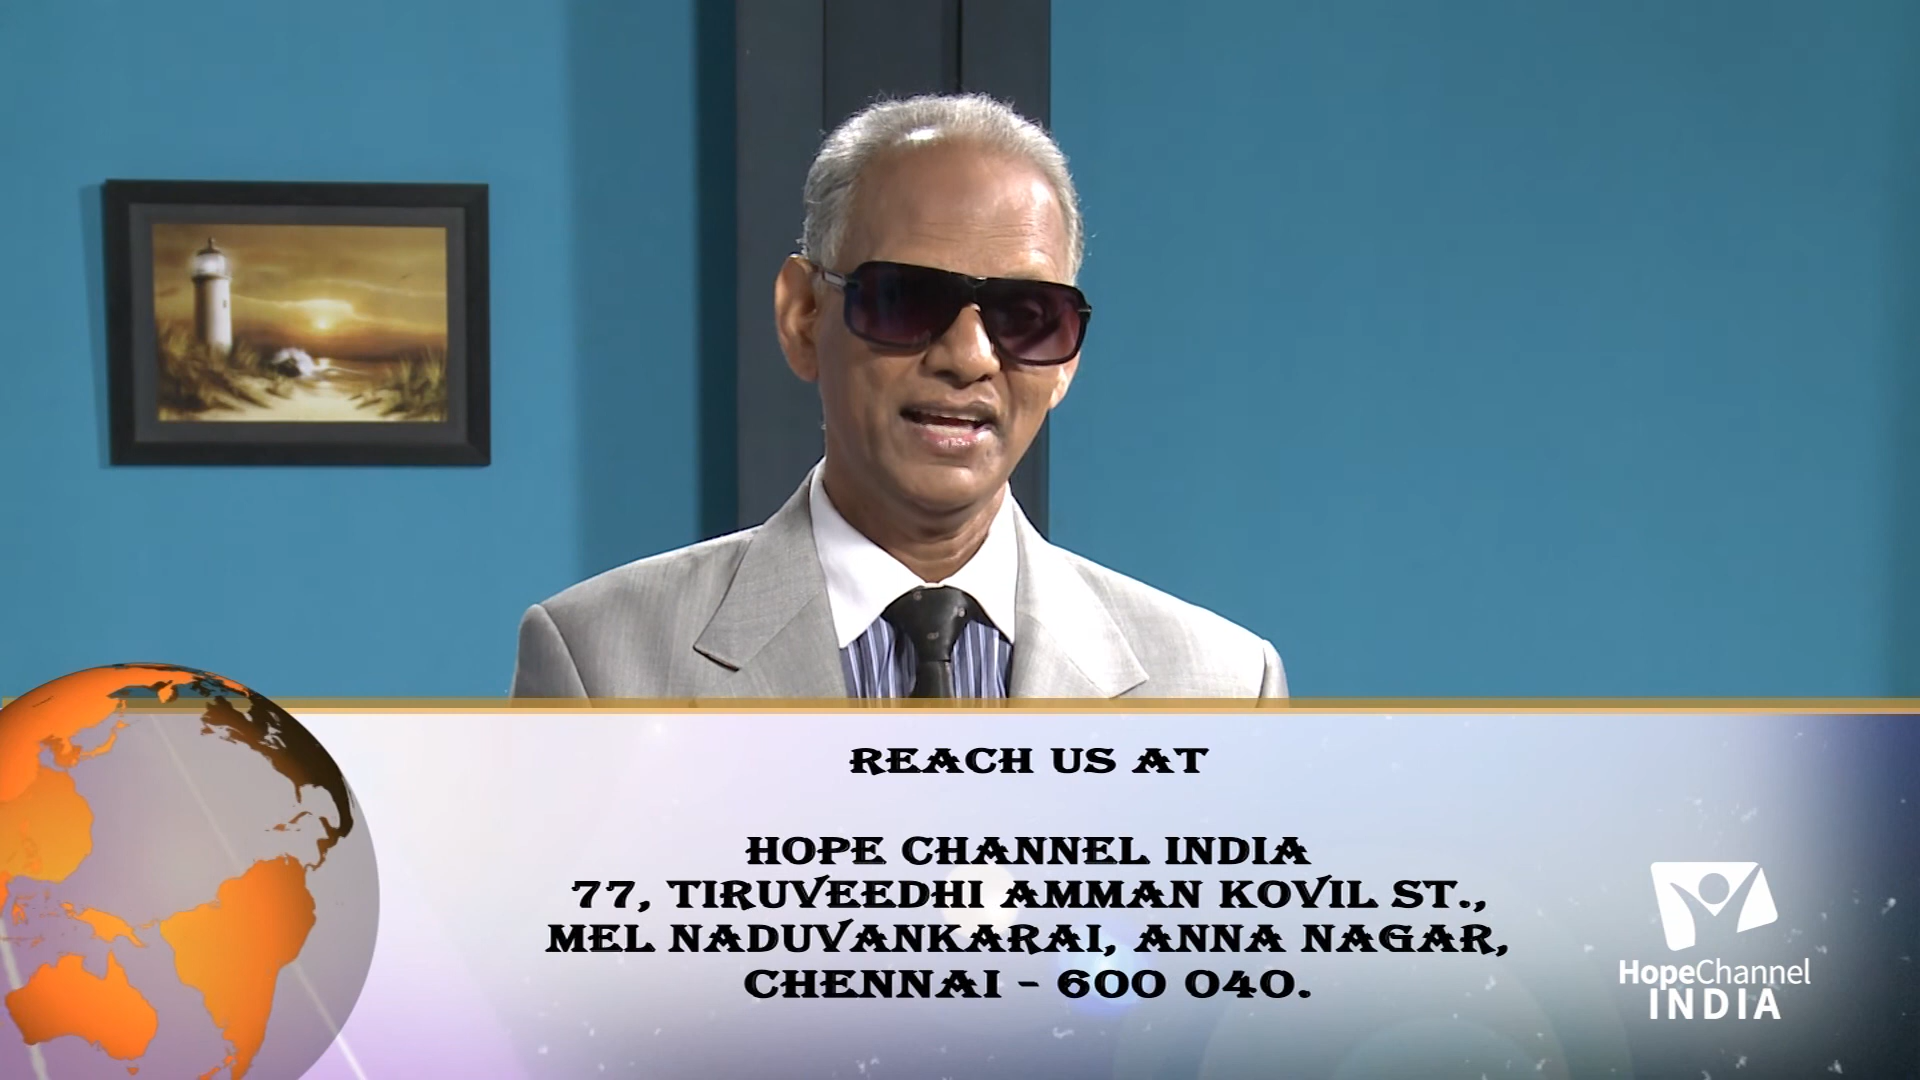 REACH US AT
HOPE CHANNEL INDIA
77, TIRUVEEDHI AMMAN KOVIL ST.,
MEL NADUVANKARAI, ANNA NAGAR,
CHENNAI - 600 040.
HopeChannel
INDIA